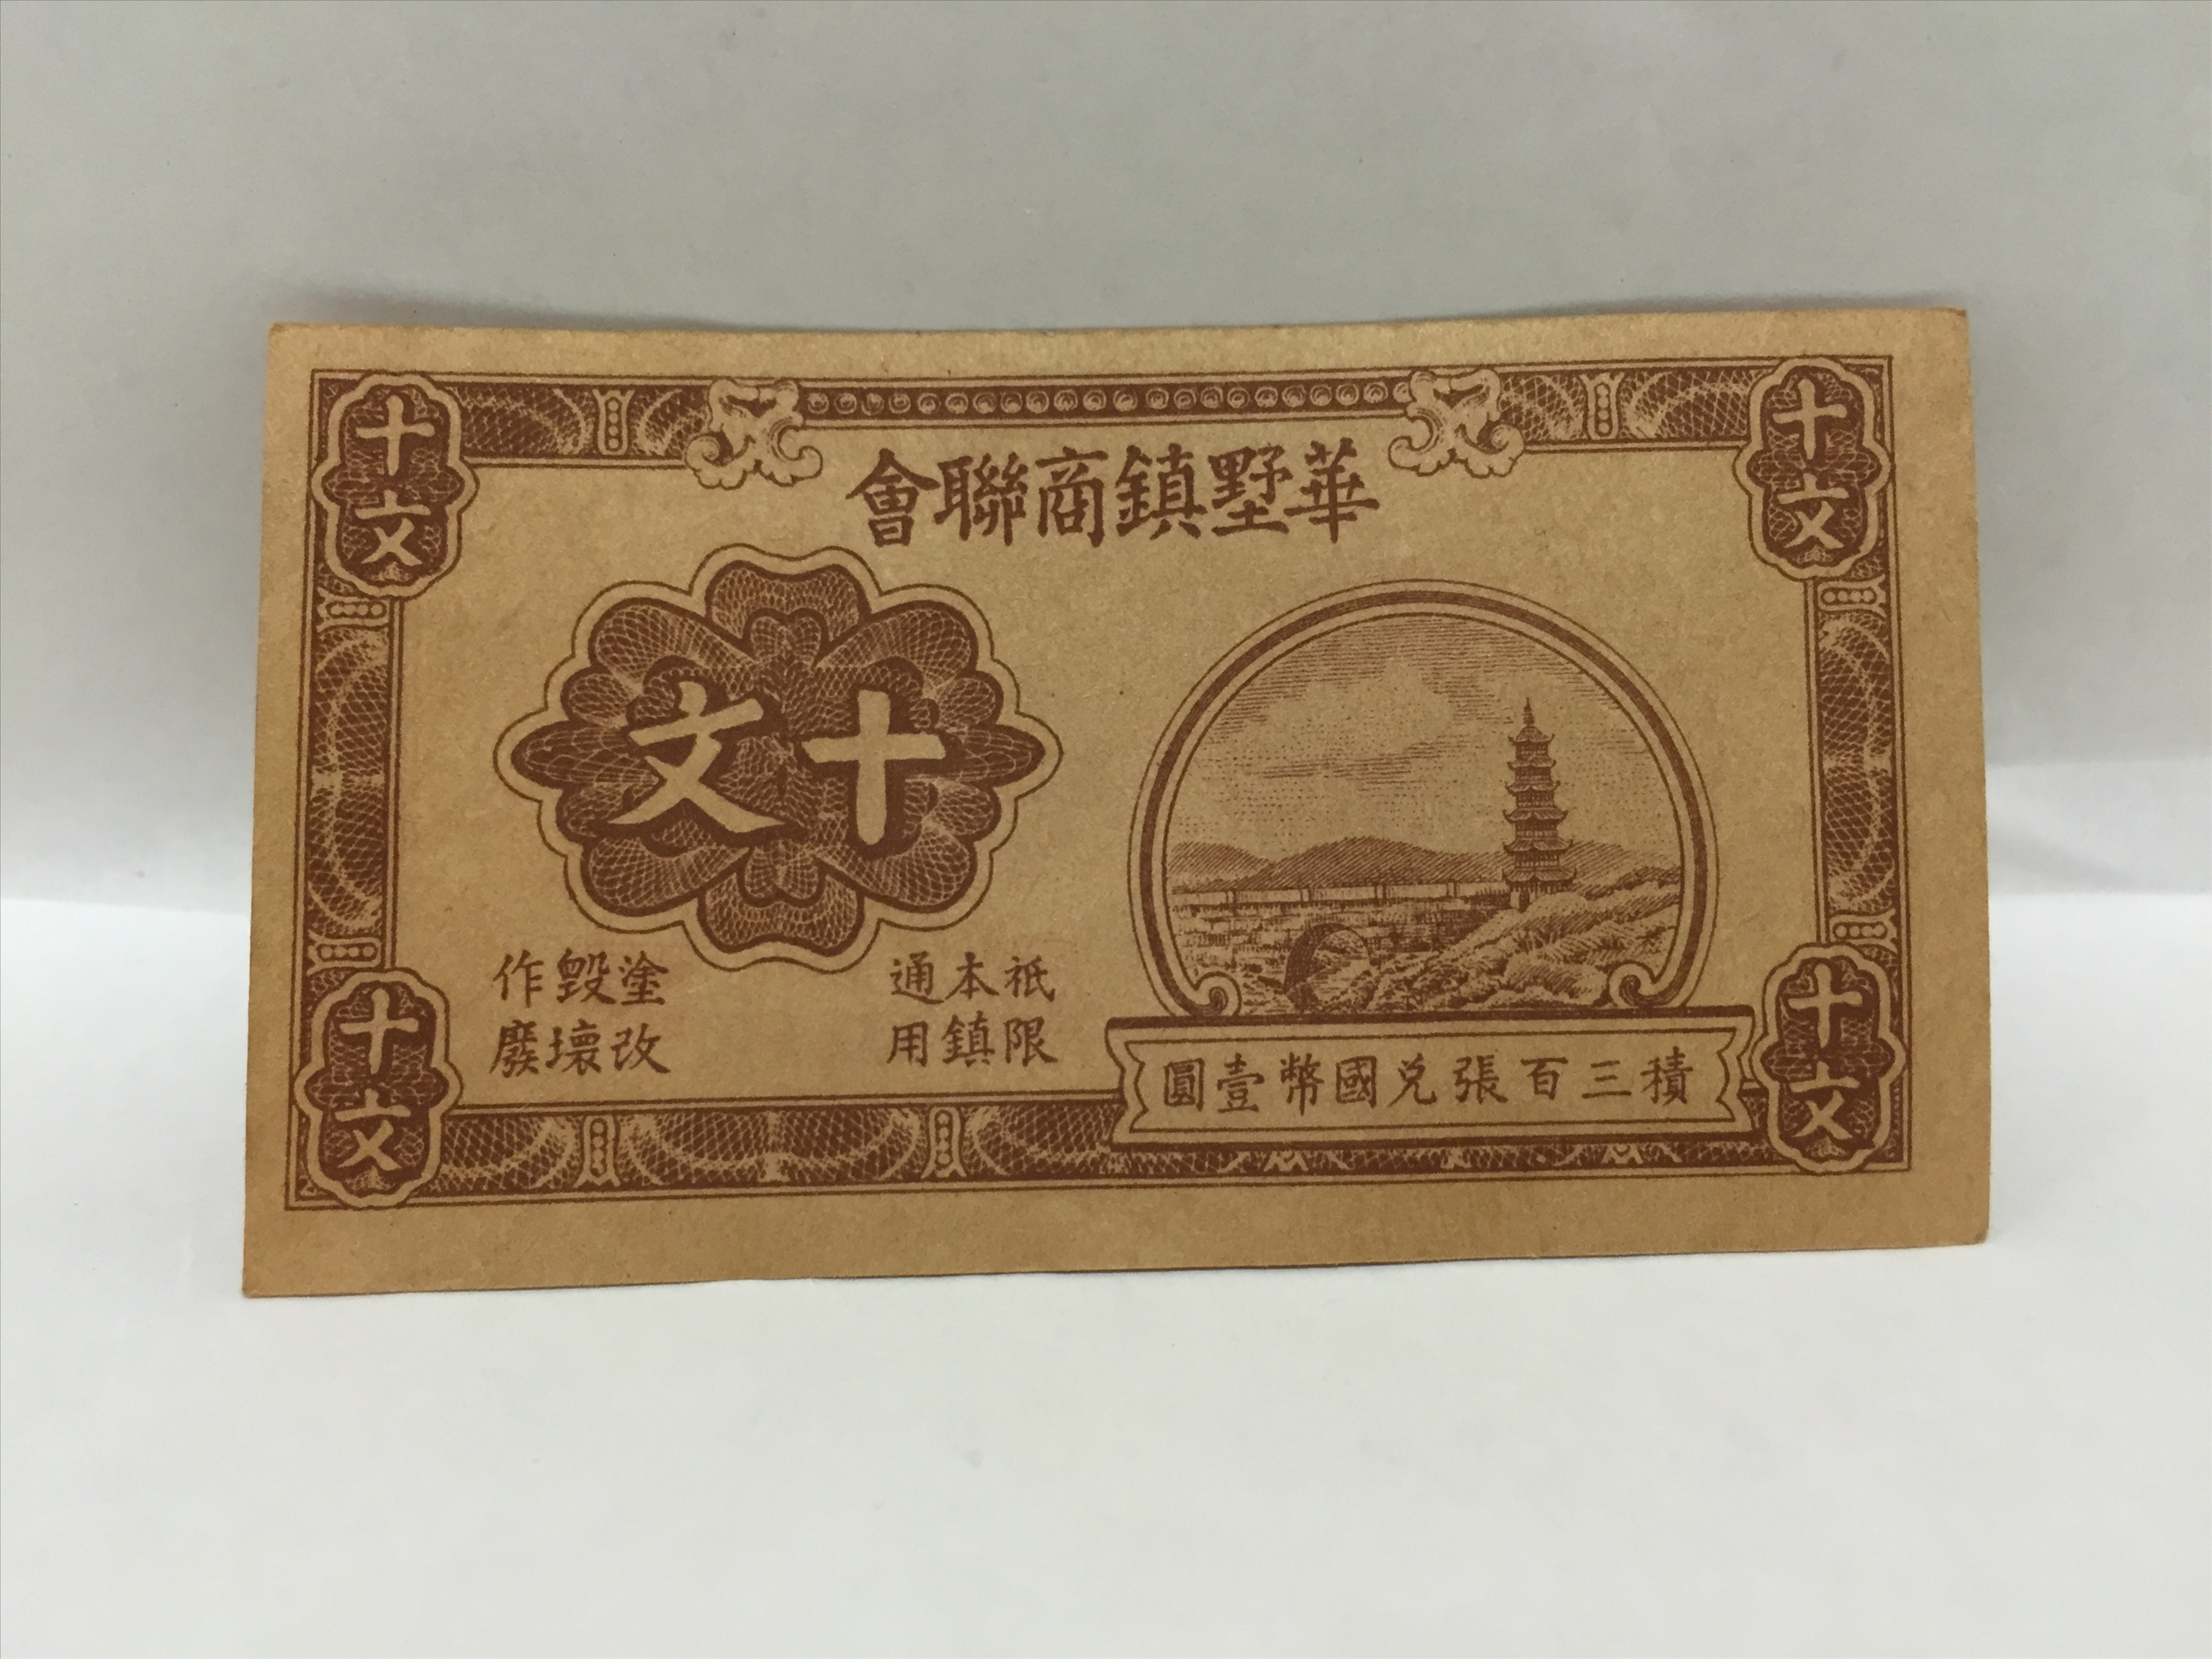 十文
十文
華墅鎮商聯會
十文
祇限
本鎮
通用
塗改
毀壞
作廢
積三百張兌國幣壹圓
十文
十文